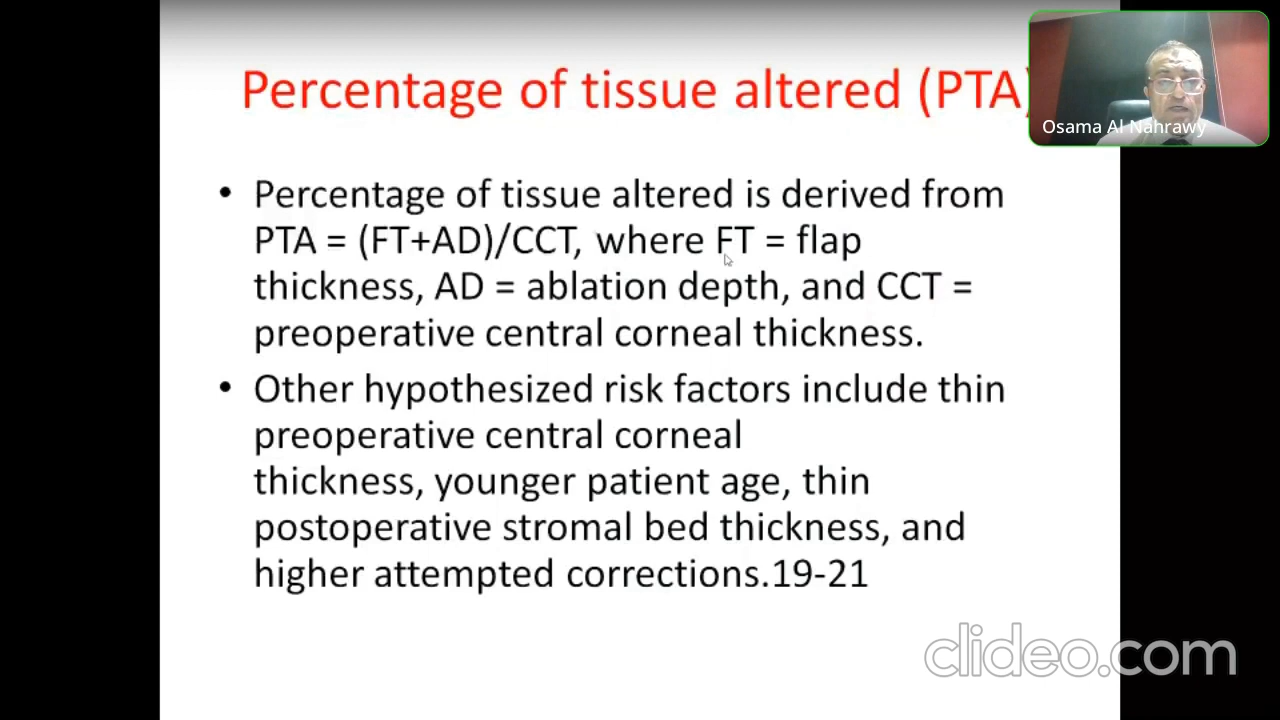 Percentage of tissue altered (PTA)
Osama Al Nahrawy
• Percentage of tissue altered is derived from
PTA = (FT+AD)/CCT, where FT = flap
thickness, AD = ablation depth, and CCT =
preoperative central corneal thickness.
• Other hypothesized risk factors include thin
preoperative central corneal
thickness, younger patient age, thin
postoperative stromal bed thickness, and
higher attempted corrections.19-21
clideo.com